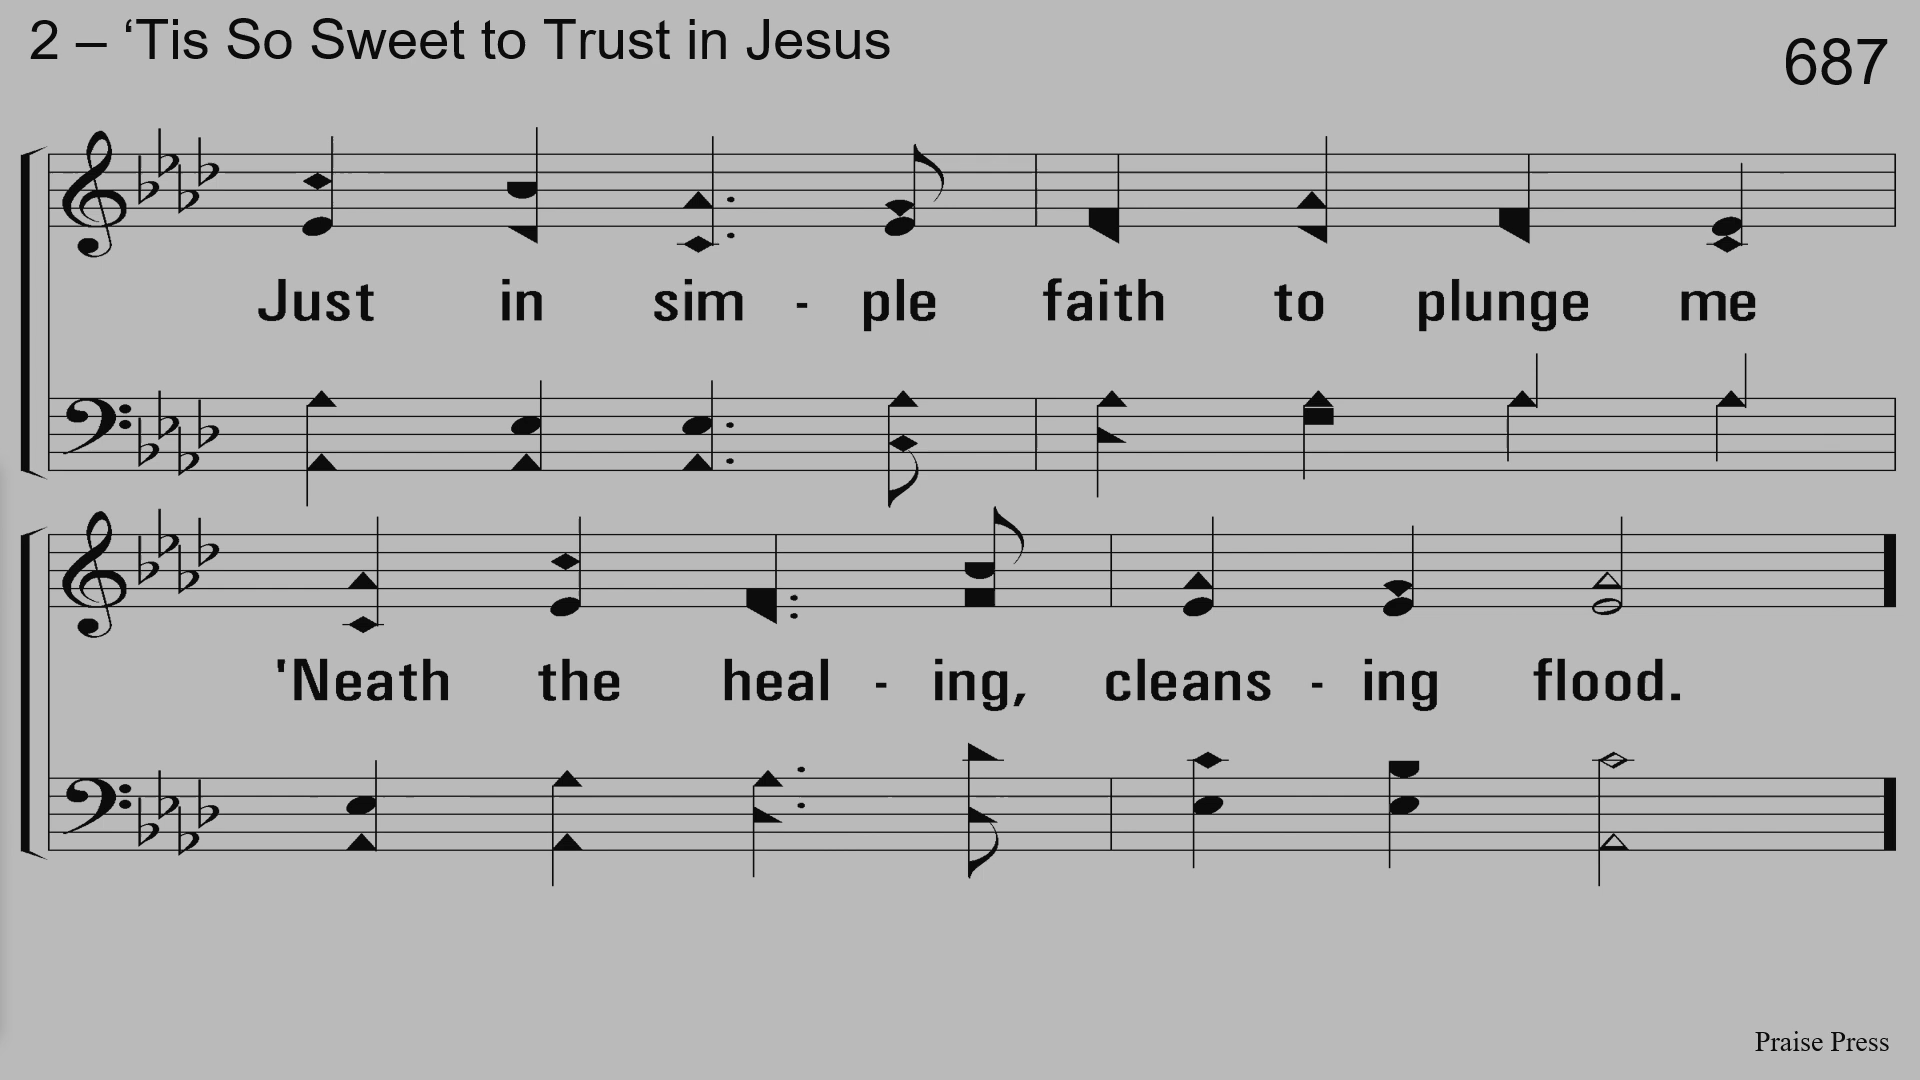 2 – ‘Tis So Sweet to Trust in Jesus
687
Just in sim - ple faith to plunge me
'Neath the heal - ing, cleans - ing flood.
Praise Press